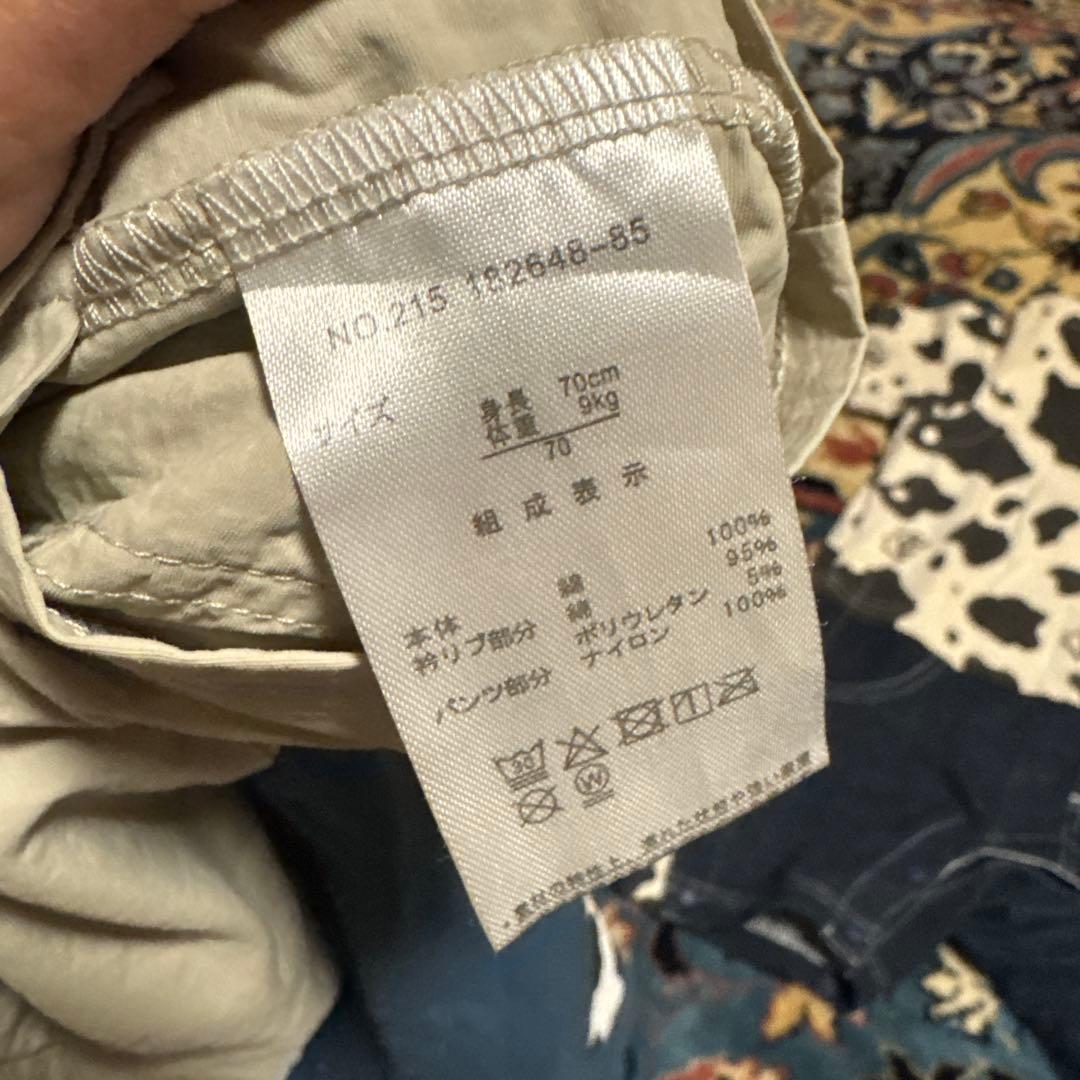 NO.215 182648-85
サイズ
身長 70cm
体重 9kg
70
組成表示
本体 綿 100%
衿リブ部分 綿 95%
ポリウレタン 5%
パンツ部分 ナイロン 100%
30
W